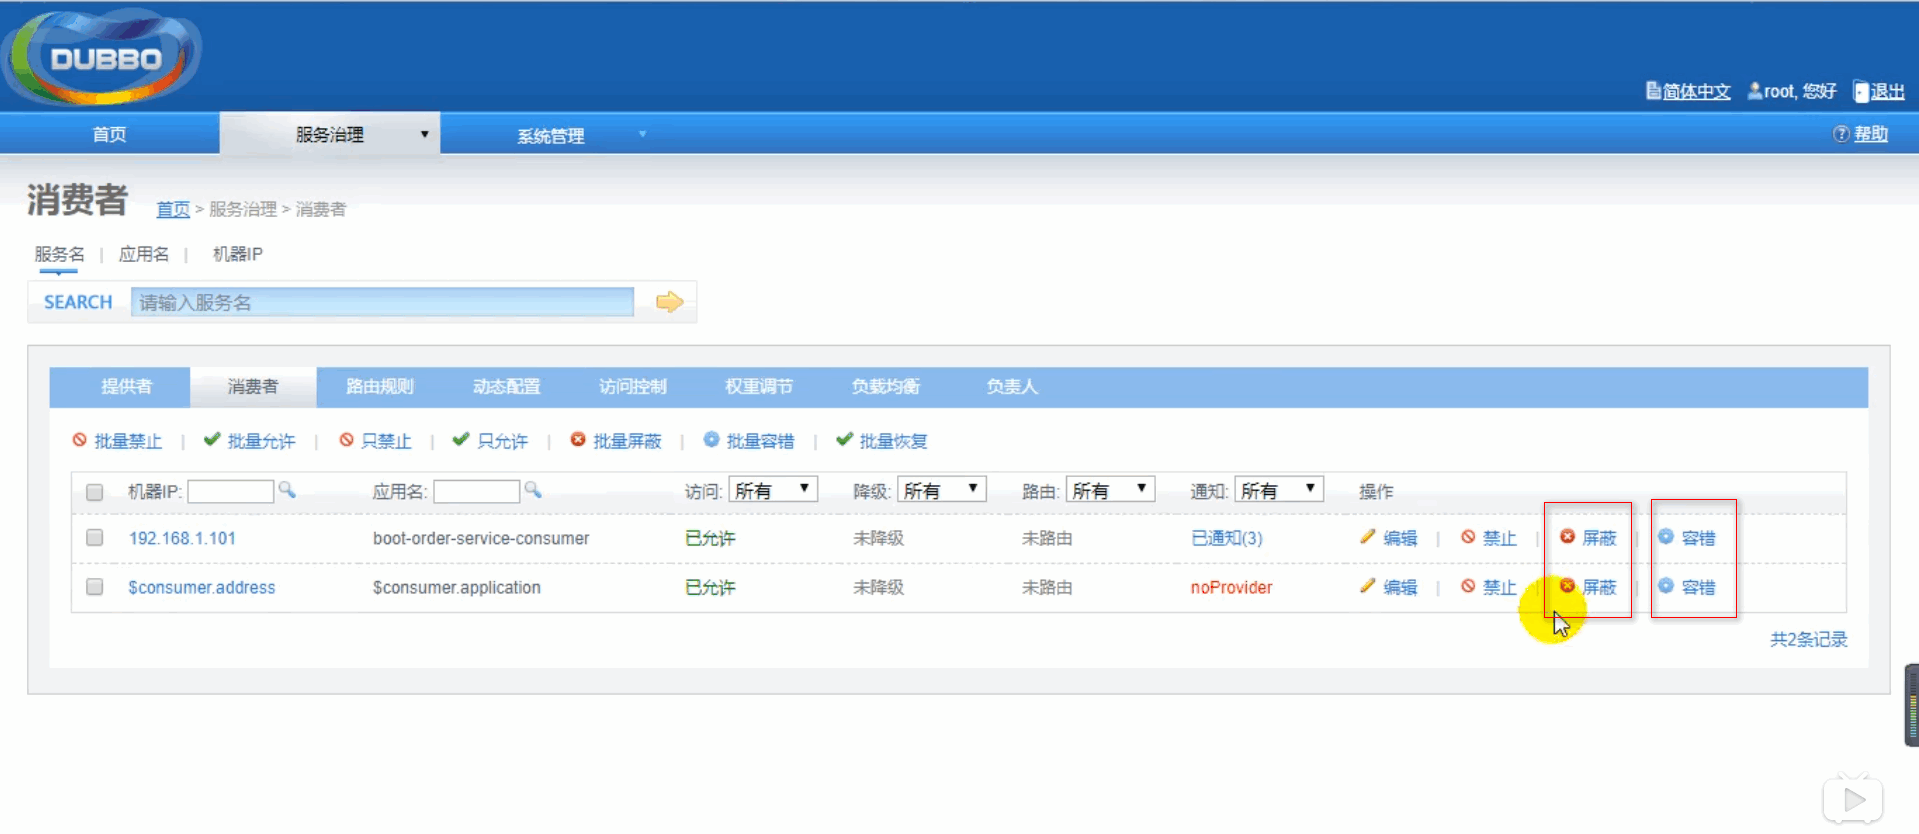 DUBBO
简体中文 root, 您好 退出
首页 服务治理 系统管理 帮助
消费者 首页 > 服务治理 > 消费者
服务名 | 应用名 | 机器IP
SEARCH 请输入服务名
提供者 消费者 路由规则 动态配置 访问控制 权重调节 负载均衡 负责人
批量禁止 | 批量允许 | 只禁止 | 只允许 | 批量屏蔽 | 批量容错 | 批量恢复
机器IP: 应用名: 访问: 所有 降级: 所有 路由: 所有 通知: 所有 操作
192.168.1.101 boot-order-service-consumer 已允许 未降级 未路由 已通知(3) 编辑 | 禁止 | 屏蔽 | 容错
$consumer.address $consumer.application 已允许 未降级 未路由 noProvider 编辑 | 禁止 | 屏蔽 | 容错
共2条记录